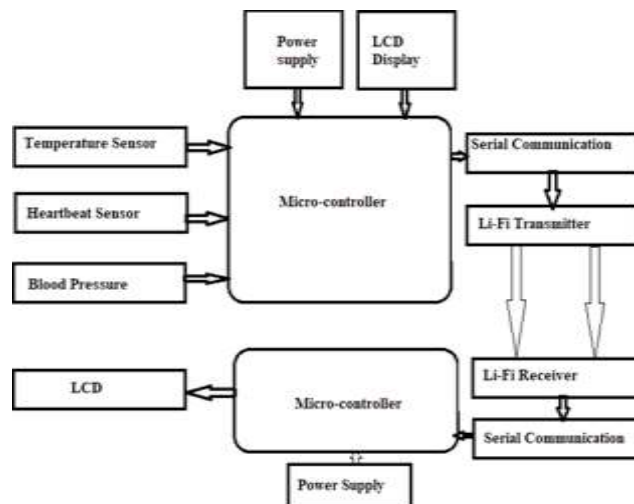 Power
supply
LCD
Display
Temperature Sensor
Serial Communication
Heartbeat Sensor
Micro-controller
Li-Fi Transmitter
Blood Pressure
Li-Fi Receiver
LCD
Micro-controller
Serial Communication
Power Supply